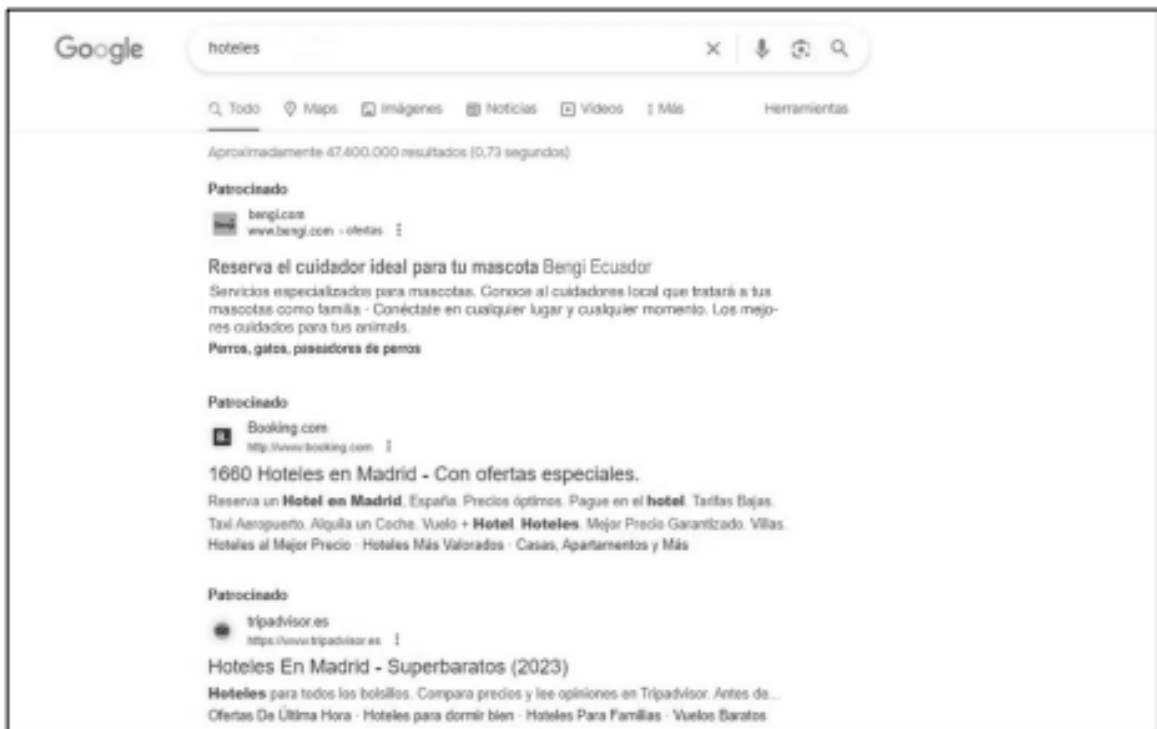 Google
hoteles
Todo Maps Imágenes Noticias Vídeos Más Herramientas
Aproximadamente 47.400.000 resultados (0,73 segundos)
Patrocinado
bengi.com
www.bengi.com › ofertas
Reserva el cuidador ideal para tu mascota Bengi Ecuador
Servicios especializados para mascotas. Conoce al cuidadores local que tratará a tus
mascotas como familia · Conéctate en cualquier lugar y cualquier momento. Los mejo-
res cuidados para tus animals.
Perros, gatos, paseadores de perros
Patrocinado
B.
Booking.com
http://www.booking.com
1660 Hoteles en Madrid - Con ofertas especiales.
Reserva un Hotel en Madrid, España. Precios óptimos. Pague en el hotel. Tarifas Bajas.
Taxi Aeropuerto. Alquila un Coche. Vuelo + Hotel. Hoteles. Mejor Precio Garantizado. Villas.
Hoteles al Mejor Precio · Hoteles Más Valorados · Casas, Apartamentos y Más
Patrocinado
tripadvisor.es
https://www.tripadvisor.es
Hoteles En Madrid - Superbaratos (2023)
Hoteles para todos los bolsillos. Compara precios y lee opiniones en Tripadvisor. Antes de...
Ofertas De Última Hora · Hoteles para dormir bien · Hoteles Para Familias · Vuelos Baratos